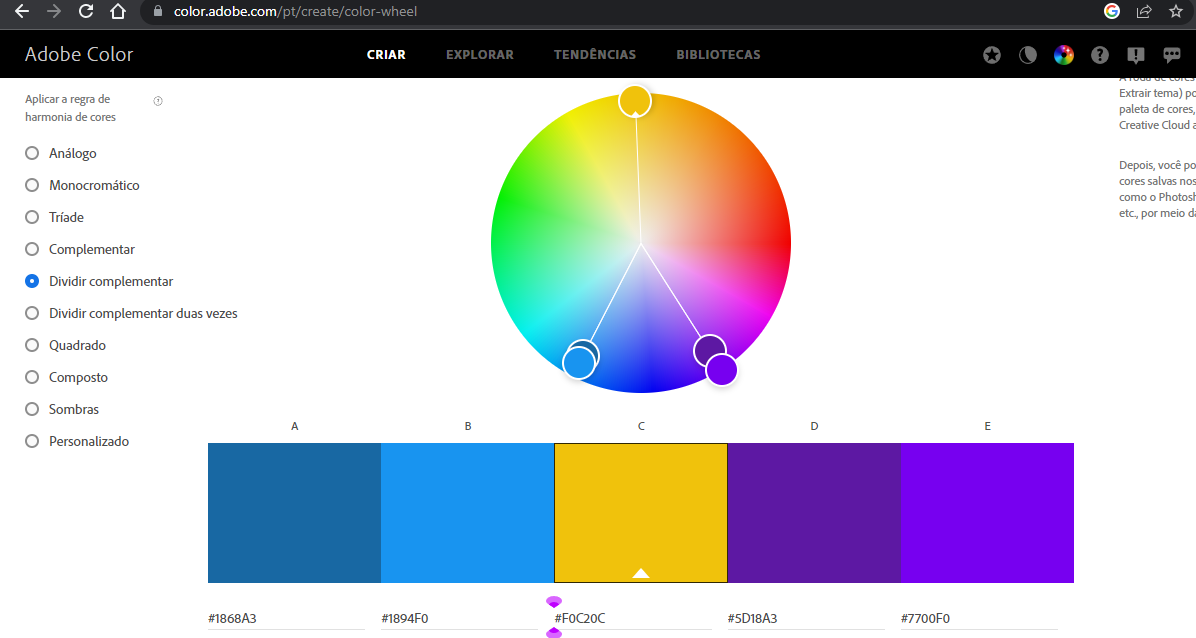 color.adobe.com/pt/create/color-wheel
Adobe Color
CRIAR
EXPLORAR
TENDÊNCIAS
BIBLIOTECAS
Aplicar a regra de
harmonia de cores
Análogo
Monocromático
Tríade
Complementar
Dividir complementar
Dividir complementar duas vezes
Quadrado
Composto
Sombras
Personalizado
A roda de cores
Extrair tema) po
paleta de cores,
Creative Cloud a
Depois, você po
cores salvas nos
como o Photosh
etc., por meio da
A
B
C
D
E
#1868A3
#1894F0
#F0C20C
#5D18A3
#7700F0